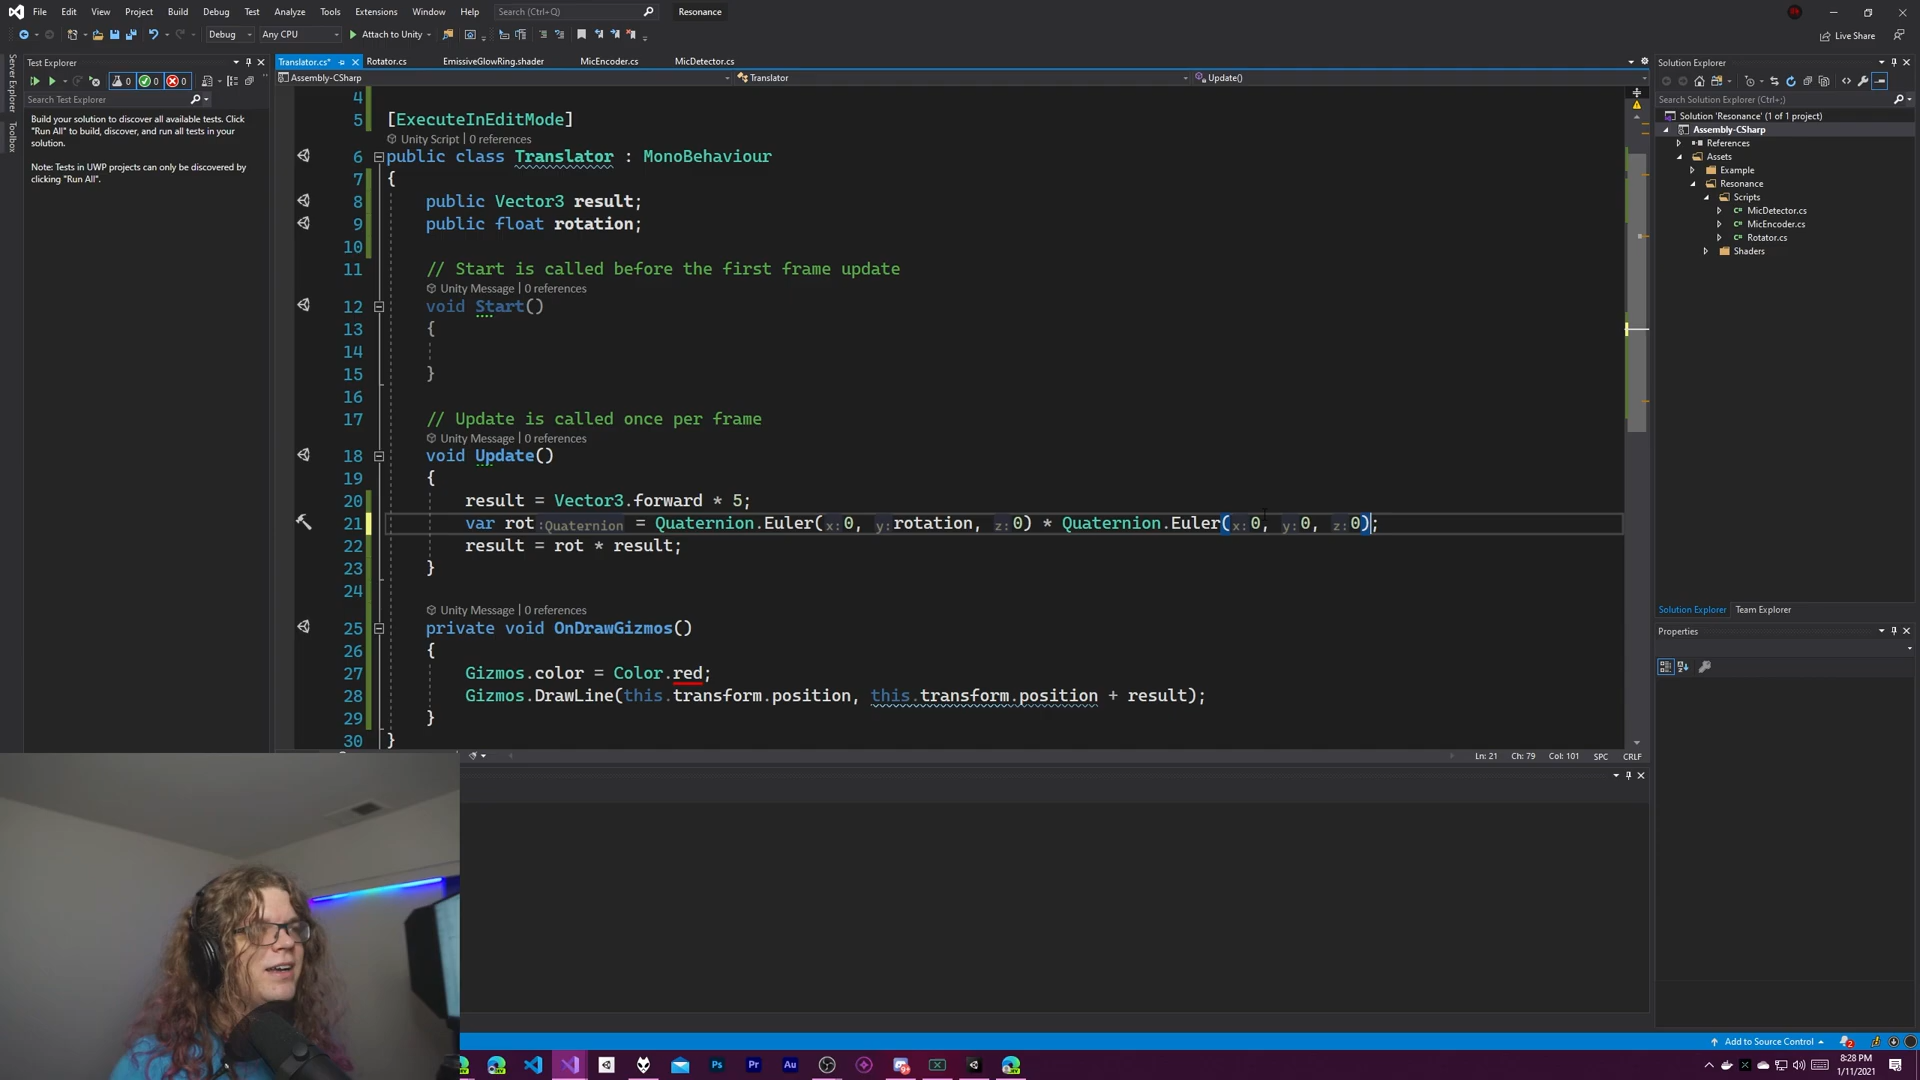 File Edit View Git Project Build Debug Test Analyze Tools Extensions Window Help Search (Ctrl+Q) Resonance
Debug Any CPU Attach to Unity Live Share
Server Explorer
Toolbox
Test Explorer
0 0 0
Search Test Explorer
Build your solution to discover all available tests. Click
"Run All" to build, discover, and run all tests in your
solution.
Note: Tests in UWP projects can only be discovered by
clicking "Run All".
Translator.cs* Rotator.cs EmissiveGlowRing.shader MicEncoder.cs MicDetector.cs
Assembly-CSharp Translator Update()
4
5 [ExecuteInEditMode]
Unity Script | 0 references
6 public class Translator : MonoBehaviour
7 {
8 public Vector3 result;
9 public float rotation;
10
11 // Start is called before the first frame update
Unity Message | 0 references
12 void Start()
13 {
14
15 }
16
17 // Update is called once per frame
Unity Message | 0 references
18 void Update()
19 {
20 result = Vector3.forward * 5;
21 var rot :Quaternion = Quaternion.Euler(x:0, y:rotation, z:0) * Quaternion.Euler(x:0, y:0, z:0);
22 result = rot * result;
23 }
24
Unity Message | 0 references
25 private void OnDrawGizmos()
26 {
27 Gizmos.color = Color.red;
28 Gizmos.DrawLine(this.transform.position, this.transform.position + result);
29 }
30 }
Ln: 21 Ch: 79 Col: 101 SPC CRLF
Solution Explorer
Search Solution Explorer (Ctrl+;)
Solution 'Resonance' (1 of 1 project)
Assembly-CSharp
References
Assets
Example
Resonance
Scripts
C# MicDetector.cs
C# MicEncoder.cs
C# Rotator.cs
Shaders
Solution Explorer Team Explorer
Properties
Add to Source Control 2
Ps Pr Au
8:28 PM
1/11/2021